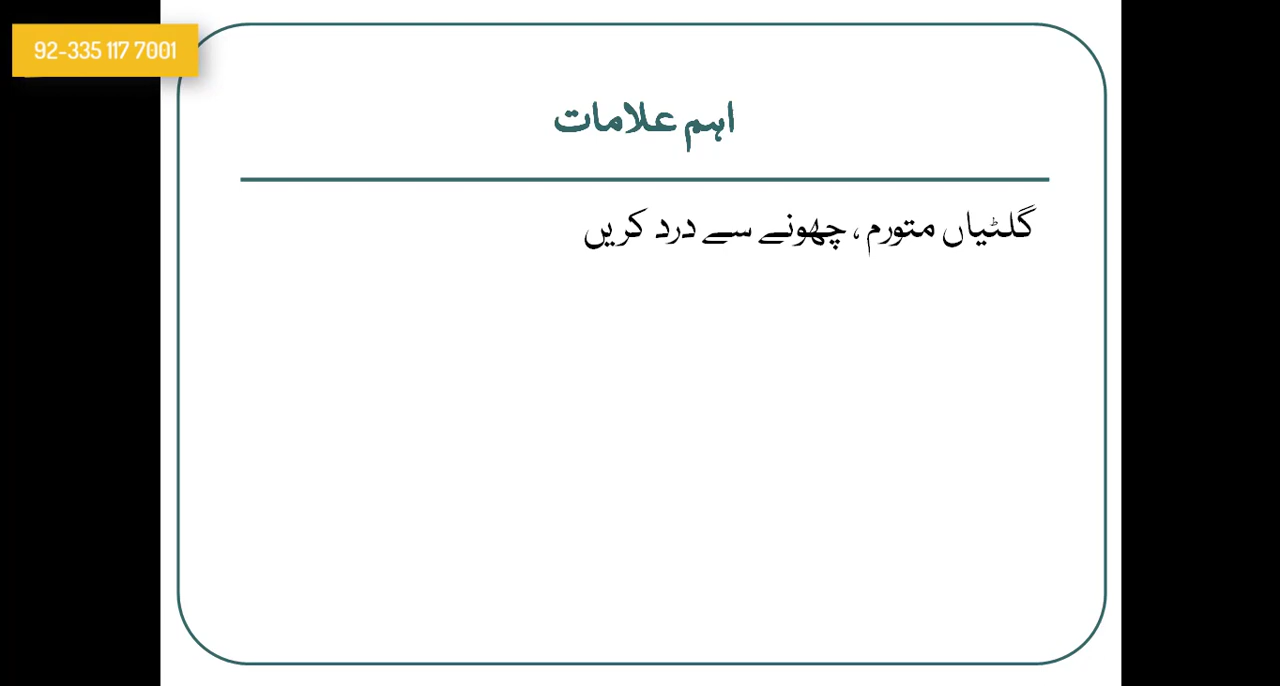 92-335 117 7001
اہم علامات
گلٹیاں متورم، چھونے سے درد کریں